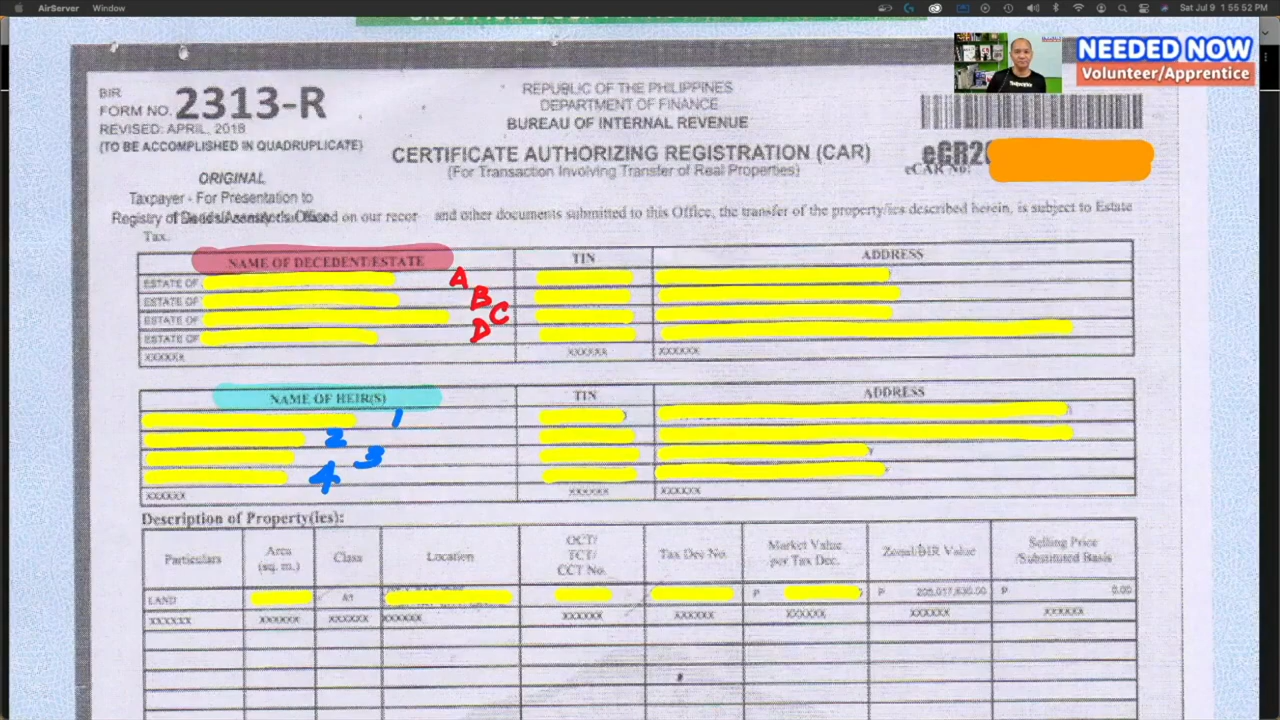 AirServer Window
Sat Jul 9 1:55:52 PM
NEEDED NOW
Volunteer/Apprentice
BIR
FORM NO. 2313-R
REVISED: APRIL, 2018
(TO BE ACCOMPLISHED IN QUADRUPLICATE)
REPUBLIC OF THE PHILIPPINES
DEPARTMENT OF FINANCE
BUREAU OF INTERNAL REVENUE
CERTIFICATE AUTHORIZING REGISTRATION (CAR)
(For Transaction Involving Transfer of Real Properties)
eCAR No:
ORIGINAL
Taxpayer - For Presentation to
Registry of
and other documents submitted to this Office, the transfer of the property/ies described herein, is subject to Estate
Tax.
NAME OF DECEDENT/ESTATE TIN ADDRESS
ESTATE OF A
ESTATE OF B
ESTATE OF C
ESTATE OF D
XXXXXX XXXXXX XXXXXX
NAME OF HEIR(S) TIN ADDRESS
1
2
3
4
XXXXXX XXXXXX XXXXXX
Description of Property(ies):
Particulars Area (sq. m.) Class Location OCT/ TCT/ CCT No. Tax Dec No. Market Value per Tax Dec. Zonal/BIR Value Selling Price /Substituted Basis
LAND A1 P P P 0.00
XXXXXX XXXXXX XXXXXX XXXXXX XXXXXX XXXXXX XXXXXX XXXXXX XXXXXX